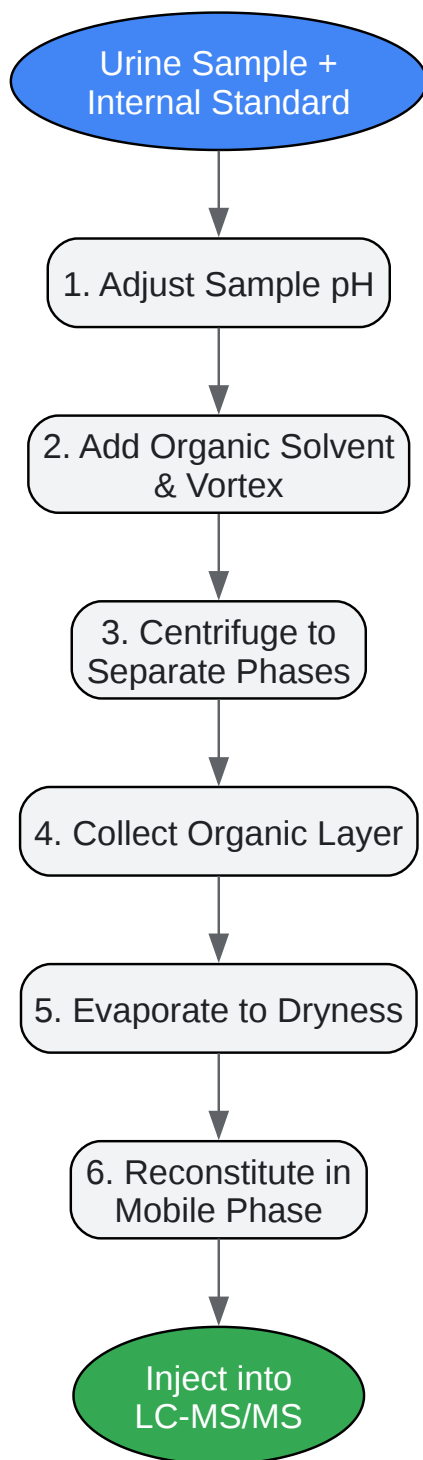 Urine Sample +
Internal Standard
1. Adjust Sample pH
2. Add Organic Solvent
& Vortex
3. Centrifuge to
Separate Phases
4. Collect Organic Layer
5. Evaporate to Dryness
6. Reconstitute in
Mobile Phase
Inject into
LC-MS/MS